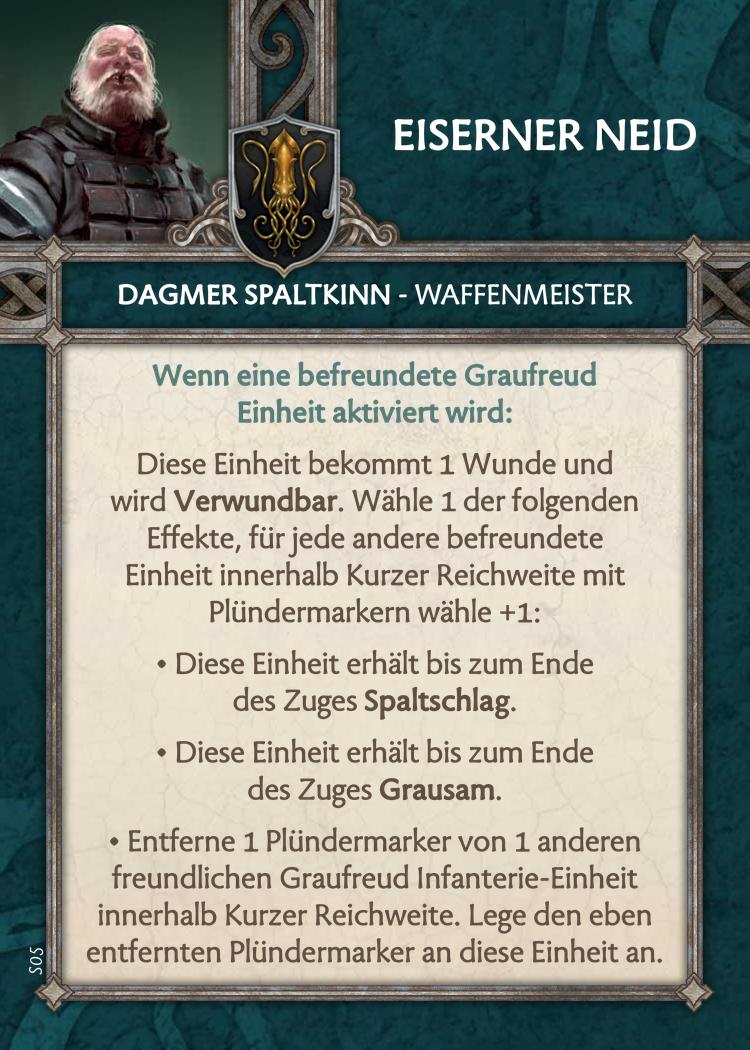 EISERNER NEID
DAGMER SPALTKINN - WAFFENMEISTER
Wenn eine befreundete Graufreud
Einheit aktiviert wird:
Diese Einheit bekommt 1 Wunde und
wird Verwundbar. Wähle 1 der folgenden
Effekte, für jede andere befreundete
Einheit innerhalb Kurzer Reichweite mit
Plündermarkern wähle +1:
• Diese Einheit erhält bis zum Ende
des Zuges Spaltschlag.
• Diese Einheit erhält bis zum Ende
des Zuges Grausam.
• Entferne 1 Plündermarker von 1 anderen
freundlichen Graufreud Infanterie-Einheit
innerhalb Kurzer Reichweite. Lege den eben
entfernten Plündermarker an diese Einheit an.
S05